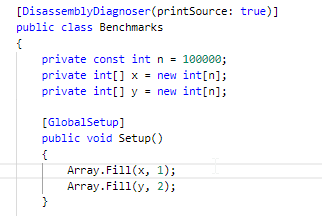 [DisassemblyDiagnoser(printSource: true)]
public class Benchmarks
{
    private const int n = 100000;
    private int[] x = new int[n];
    private int[] y = new int[n];

    [GlobalSetup]
    public void Setup()
    {
        Array.Fill(x, 1);
        Array.Fill(y, 2);
    }